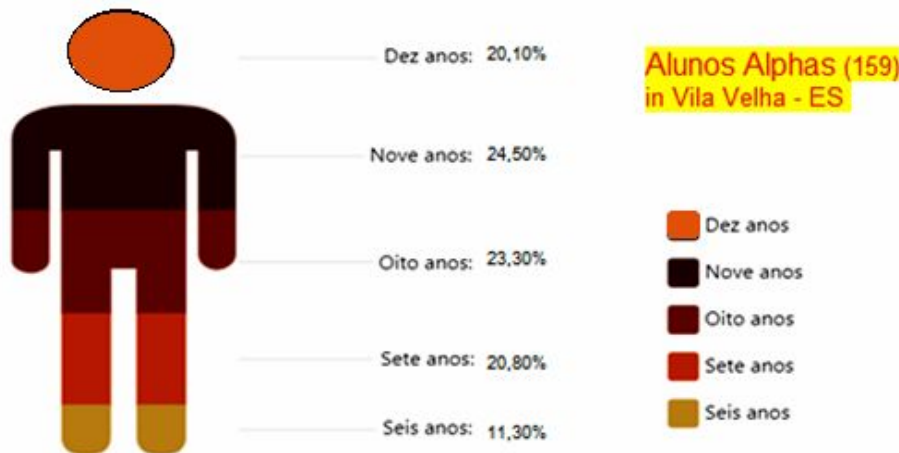 Dez anos: 20,10%
Alunos Alphas (159)
in Vila Velha - ES
Nove anos: 24,50%
Oito anos: 23,30%
Sete anos: 20,80%
Seis anos: 11,30%
Dez anos
Nove anos
Oito anos
Sete anos
Seis anos